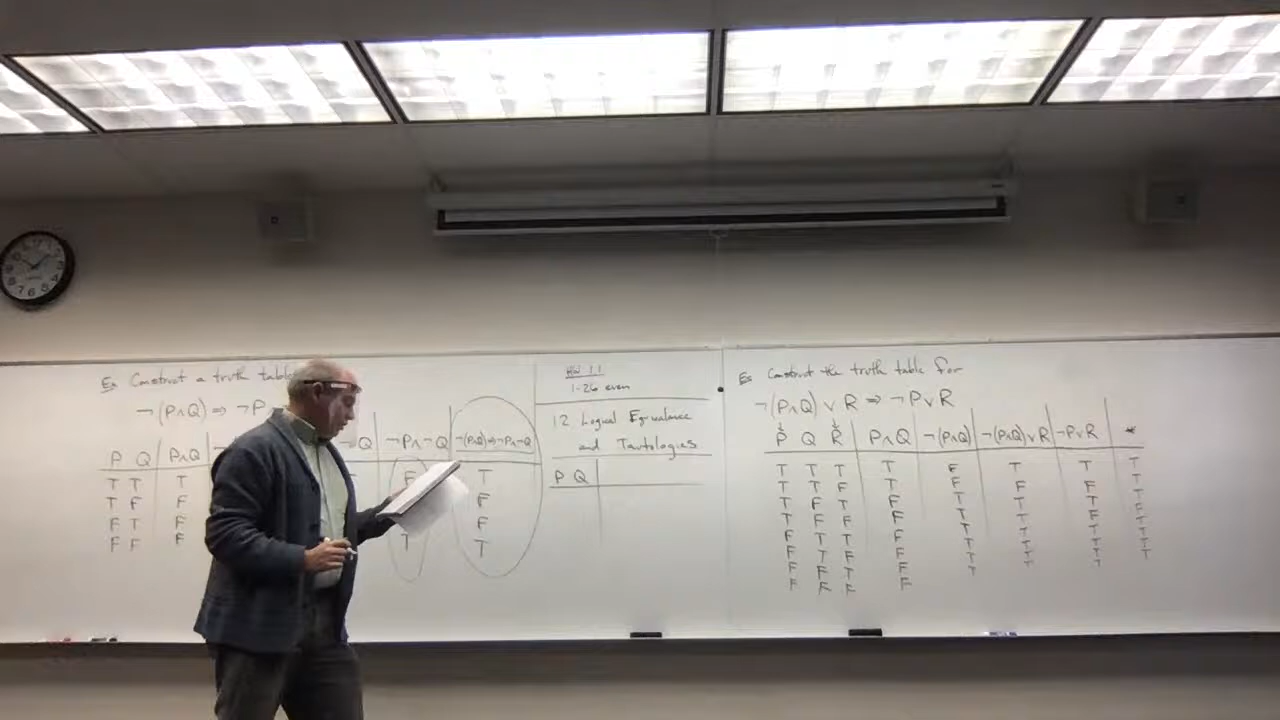 Ex Construct a truth table
¬(P∧Q) ⇒ ¬P
P Q P∧Q ¬Q ¬P∧¬Q ¬(P∧Q)⇒¬P∧¬Q
T T T F T
T F F F
F T F F
F F F T T
HW 1.1
1-26 even
1.2 Logical Equivalence
and Tautologies
P Q
Ex Construct the truth table for
¬(P∧Q) ∨ R ⇒ ¬P∨R
P Q R P∧Q ¬(P∧Q) ¬(P∧Q)∨R ¬P∨R *
T T T T F T T T
T T F T F F F T
T F T F T T T T
T F F F T T F F
F T T F T T T T
F T F F T T T T
F F T F T T T T
F F F F T T T T